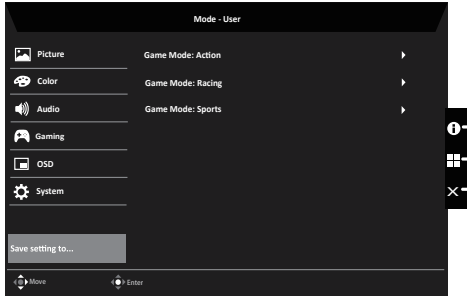 Mode - User
Picture
Game Mode: Action
Color
Game Mode: Racing
Audio
Game Mode: Sports
Gaming
OSD
System
Save setting to...
Move
Enter